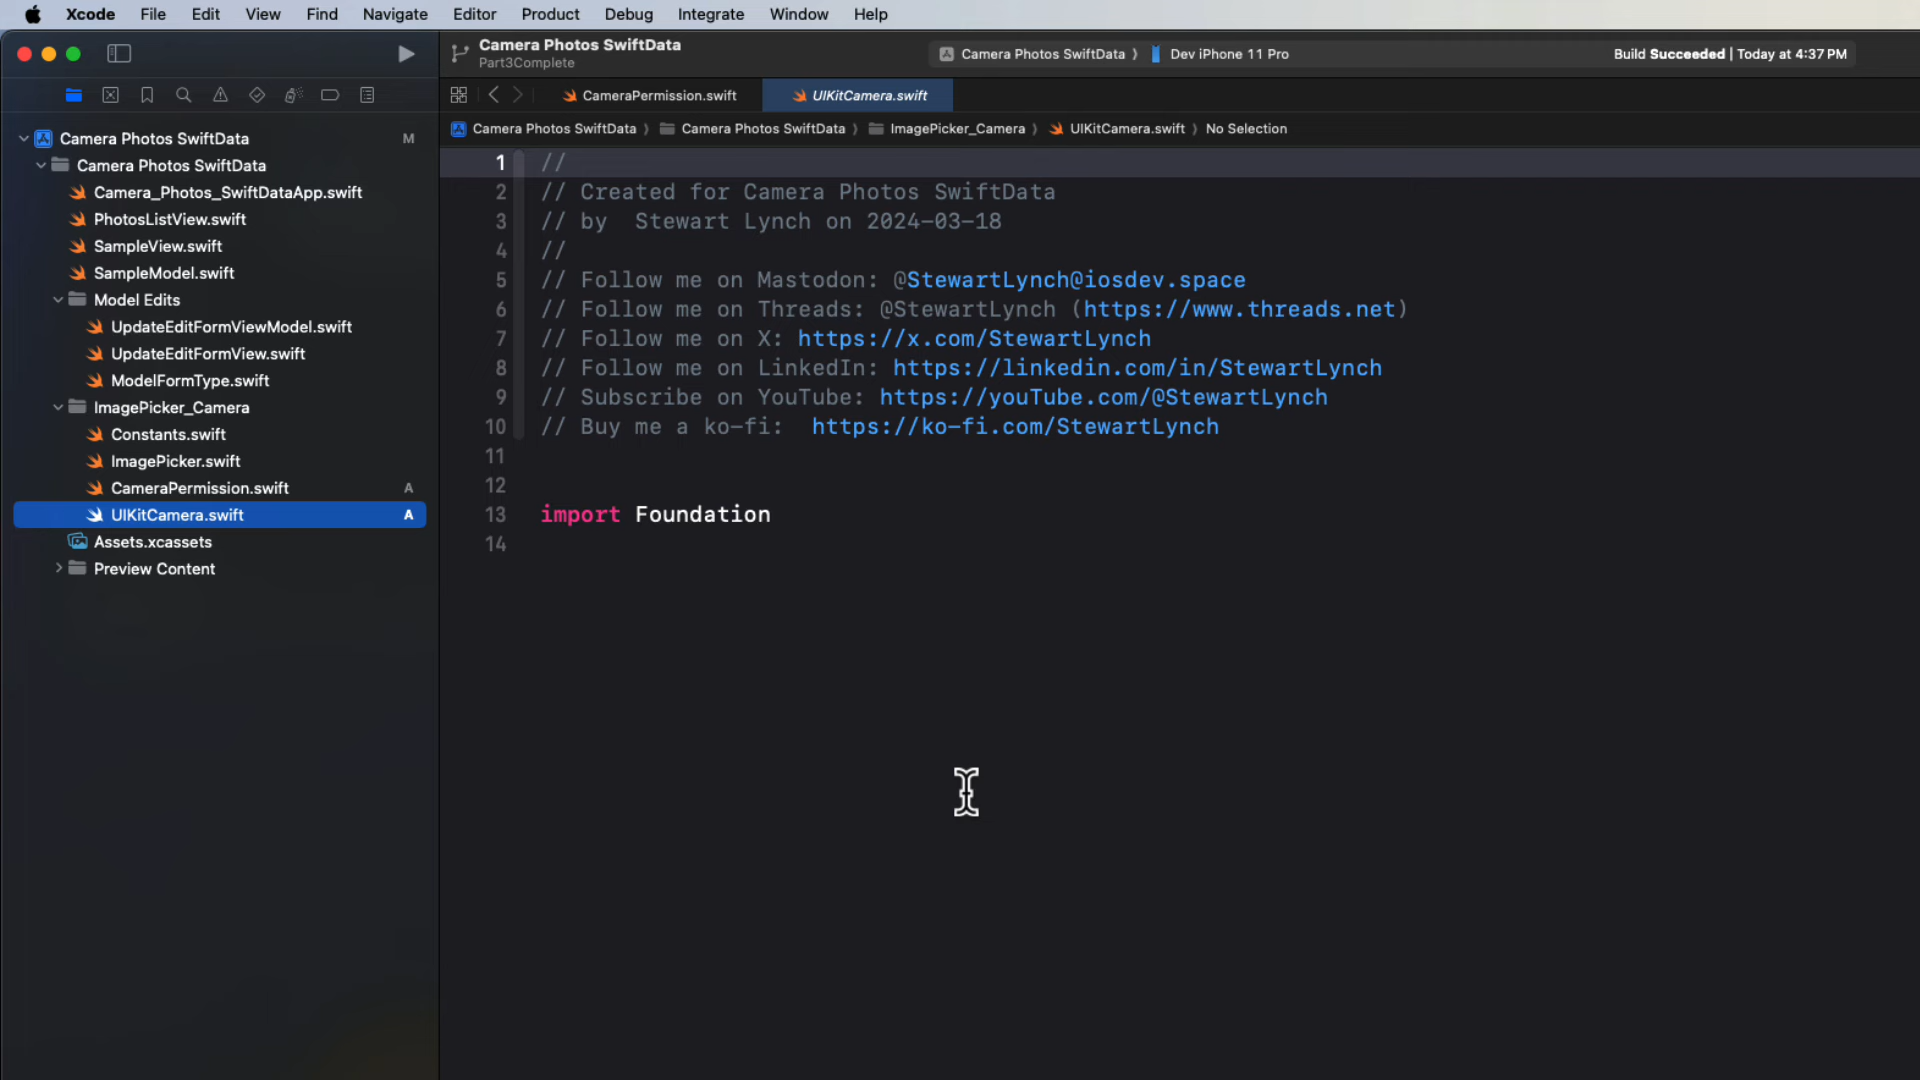 Xcode File Edit View Find Navigate Editor Product Debug Integrate Window Help
Camera Photos SwiftData
Part3Complete
Camera Photos SwiftData 〉 Dev iPhone 11 Pro
Build Succeeded | Today at 4:37 PM
CameraPermission.swift
UIKitCamera.swift
Camera Photos SwiftData 〉 Camera Photos SwiftData 〉 ImagePicker_Camera 〉 UIKitCamera.swift 〉 No Selection
Camera Photos SwiftData M
Camera Photos SwiftData
Camera_Photos_SwiftDataApp.swift
PhotosListView.swift
SampleView.swift
SampleModel.swift
Model Edits
UpdateEditFormViewModel.swift
UpdateEditFormView.swift
ModelFormType.swift
ImagePicker_Camera
Constants.swift
ImagePicker.swift
CameraPermission.swift A
UIKitCamera.swift A
Assets.xcassets
Preview Content
1 //
2 // Created for Camera Photos SwiftData
3 // by  Stewart Lynch on 2024-03-18
4 //
5 // Follow me on Mastodon: @StewartLynch@iosdev.space
6 // Follow me on Threads: @StewartLynch (https://www.threads.net)
7 // Follow me on X: https://x.com/StewartLynch
8 // Follow me on LinkedIn: https://linkedin.com/in/StewartLynch
9 // Subscribe on YouTube: https://youTube.com/@StewartLynch
10 // Buy me a ko-fi:  https://ko-fi.com/StewartLynch
11
12
13 import Foundation
14